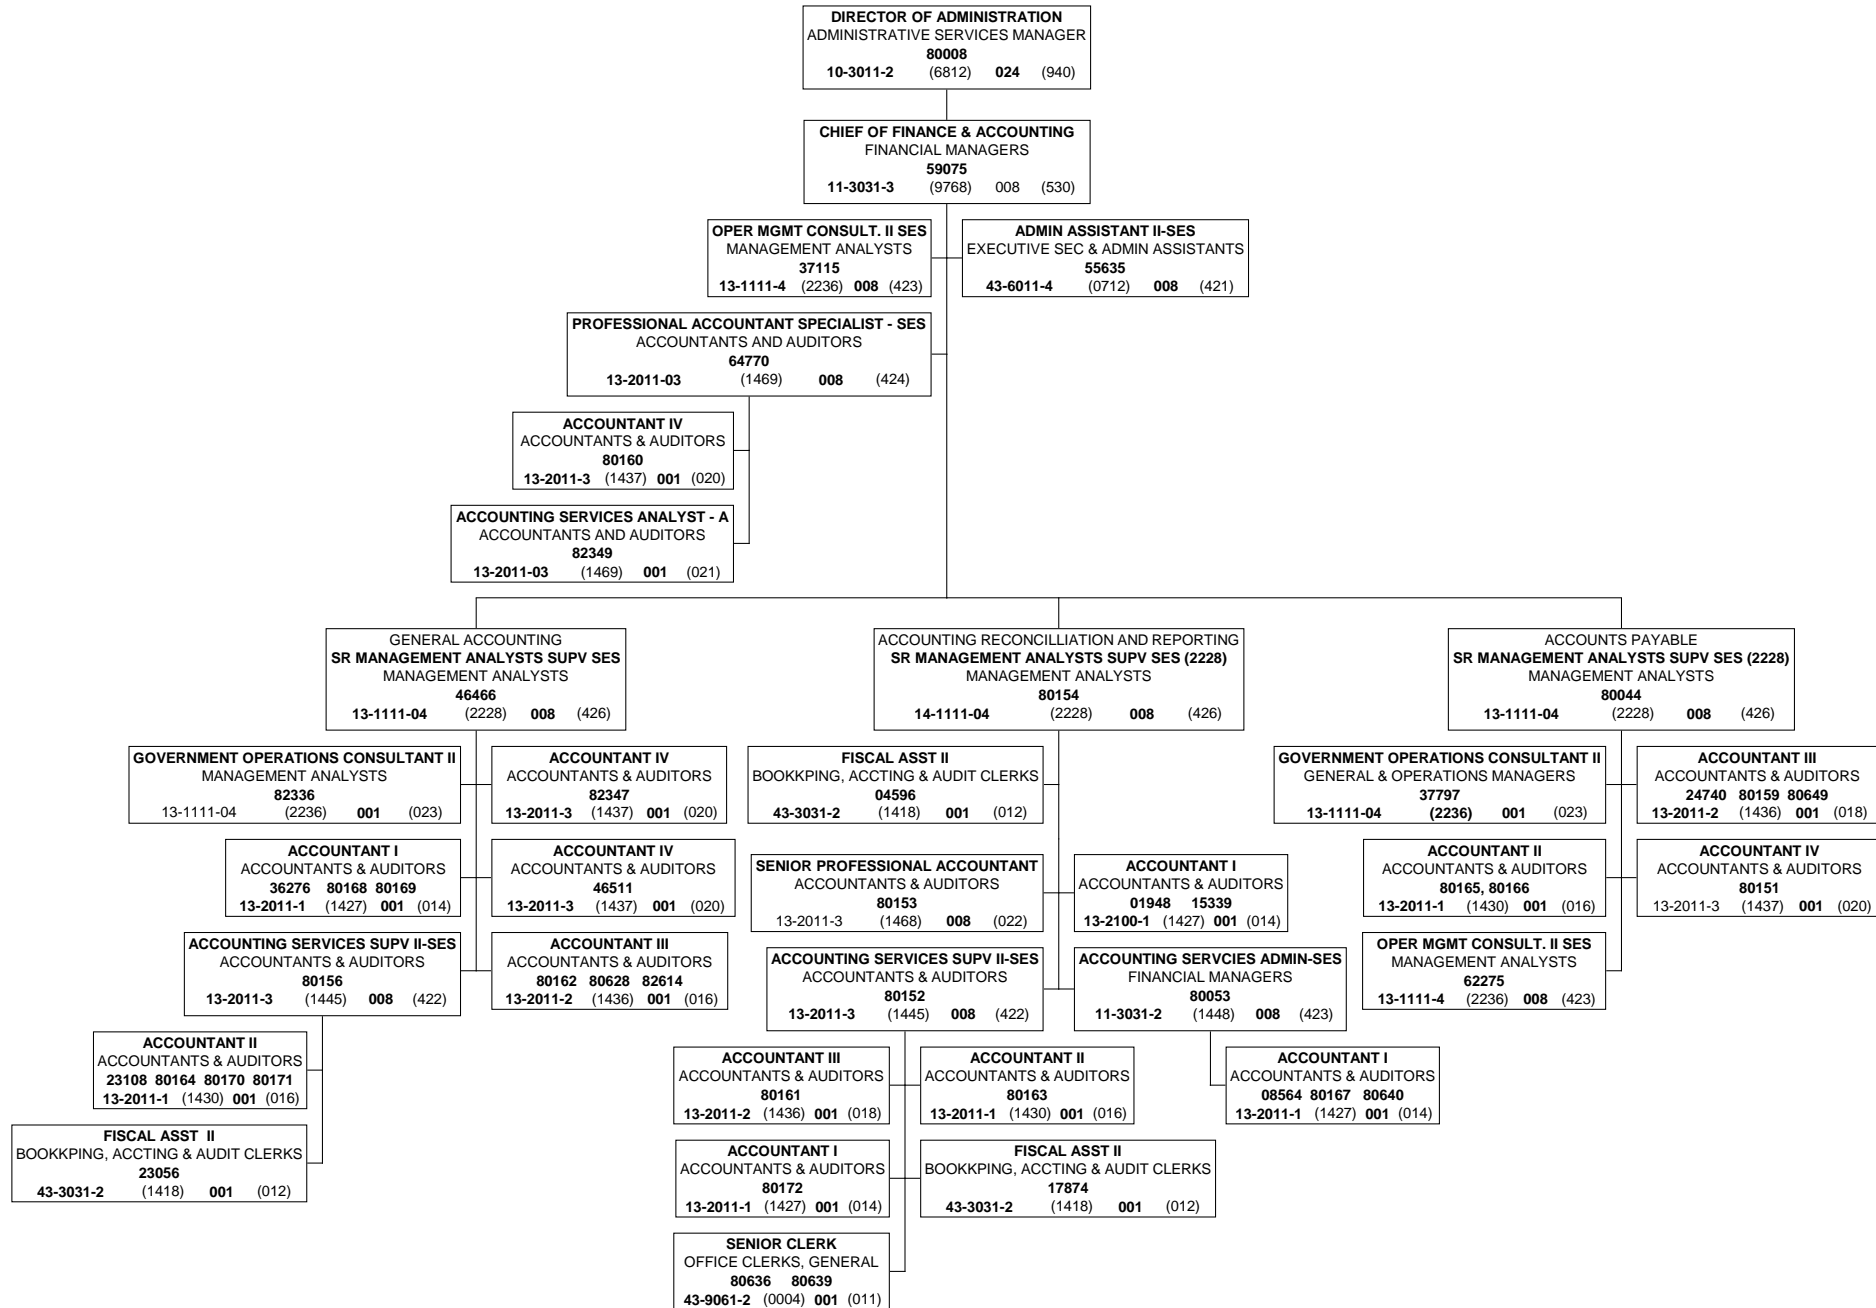 DIRECTOR OF ADMINISTRATION
ADMINISTRATIVE SERVICES MANAGER
80008
10-3011-2 (6812) 024 (940)
CHIEF OF FINANCE & ACCOUNTING
FINANCIAL MANAGERS
59075
11-3031-3 (9768) 008 (530)
OPER MGMT CONSULT. II SES
MANAGEMENT ANALYSTS
37115
13-1111-4 (2236) 008 (423)
ADMIN ASSISTANT II-SES
EXECUTIVE SEC & ADMIN ASSISTANTS
55635
43-6011-4 (0712) 008 (421)
PROFESSIONAL ACCOUNTANT SPECIALIST - SES
ACCOUNTANTS AND AUDITORS
64770
13-2011-03 (1469) 008 (424)
ACCOUNTANT IV
ACCOUNTANTS & AUDITORS
80160
13-2011-3 (1437) 001 (020)
ACCOUNTING SERVICES ANALYST - A
ACCOUNTANTS AND AUDITORS
82349
13-2011-03 (1469) 001 (021)
GENERAL ACCOUNTING
SR MANAGEMENT ANALYSTS SUPV SES
MANAGEMENT ANALYSTS
46466
13-1111-04 (2228) 008 (426)
ACCOUNTING RECONCILLIATION AND REPORTING
SR MANAGEMENT ANALYSTS SUPV SES (2228)
MANAGEMENT ANALYSTS
80154
14-1111-04 (2228) 008 (426)
ACCOUNTS PAYABLE
SR MANAGEMENT ANALYSTS SUPV SES (2228)
MANAGEMENT ANALYSTS
80044
13-1111-04 (2228) 008 (426)
GOVERNMENT OPERATIONS CONSULTANT II
MANAGEMENT ANALYSTS
82336
13-1111-04 (2236) 001 (023)
ACCOUNTANT IV
ACCOUNTANTS & AUDITORS
82347
13-2011-3 (1437) 001 (020)
ACCOUNTANT I
ACCOUNTANTS & AUDITORS
36276 80168 80169
13-2011-1 (1427) 001 (014)
ACCOUNTANT IV
ACCOUNTANTS & AUDITORS
46511
13-2011-3 (1437) 001 (020)
ACCOUNTING SERVICES SUPV II-SES
ACCOUNTANTS & AUDITORS
80156
13-2011-3 (1445) 008 (422)
ACCOUNTANT III
ACCOUNTANTS & AUDITORS
80162 80628 82614
13-2011-2 (1436) 001 (016)
ACCOUNTANT II
ACCOUNTANTS & AUDITORS
23108 80164 80170 80171
13-2011-1 (1430) 001 (016)
FISCAL ASST II
BOOKKPING, ACCTING & AUDIT CLERKS
23056
43-3031-2 (1418) 001 (012)
FISCAL ASST II
BOOKKPING, ACCTING & AUDIT CLERKS
04596
43-3031-2 (1418) 001 (012)
SENIOR PROFESSIONAL ACCOUNTANT
ACCOUNTANTS & AUDITORS
80153
13-2011-3 (1468) 008 (022)
ACCOUNTANT I
ACCOUNTANTS & AUDITORS
01948 15339
13-2100-1 (1427) 001 (014)
ACCOUNTING SERVICES SUPV II-SES
ACCOUNTANTS & AUDITORS
80152
13-2011-3 (1445) 008 (422)
ACCOUNTING SERVCIES ADMIN-SES
FINANCIAL MANAGERS
80053
11-3031-2 (1448) 008 (423)
ACCOUNTANT III
ACCOUNTANTS & AUDITORS
80161
13-2011-2 (1436) 001 (018)
ACCOUNTANT II
ACCOUNTANTS & AUDITORS
80163
13-2011-1 (1430) 001 (016)
ACCOUNTANT I
ACCOUNTANTS & AUDITORS
08564 80167 80640
13-2011-1 (1427) 001 (014)
ACCOUNTANT I
ACCOUNTANTS & AUDITORS
80172
13-2011-1 (1427) 001 (014)
FISCAL ASST II
BOOKKPING, ACCTING & AUDIT CLERKS
17874
43-3031-2 (1418) 001 (012)
SENIOR CLERK
OFFICE CLERKS, GENERAL
80636 80639
43-9061-2 (0004) 001 (011)
GOVERNMENT OPERATIONS CONSULTANT II
GENERAL & OPERATIONS MANAGERS
37797
13-1111-04 (2236) 001 (023)
ACCOUNTANT III
ACCOUNTANTS & AUDITORS
24740 80159 80649
13-2011-2 (1436) 001 (018)
ACCOUNTANT II
ACCOUNTANTS & AUDITORS
80165, 80166
13-2011-1 (1430) 001 (016)
ACCOUNTANT IV
ACCOUNTANTS & AUDITORS
80151
13-2011-3 (1437) 001 (020)
OPER MGMT CONSULT. II SES
MANAGEMENT ANALYSTS
62275
13-1111-4 (2236) 008 (423)